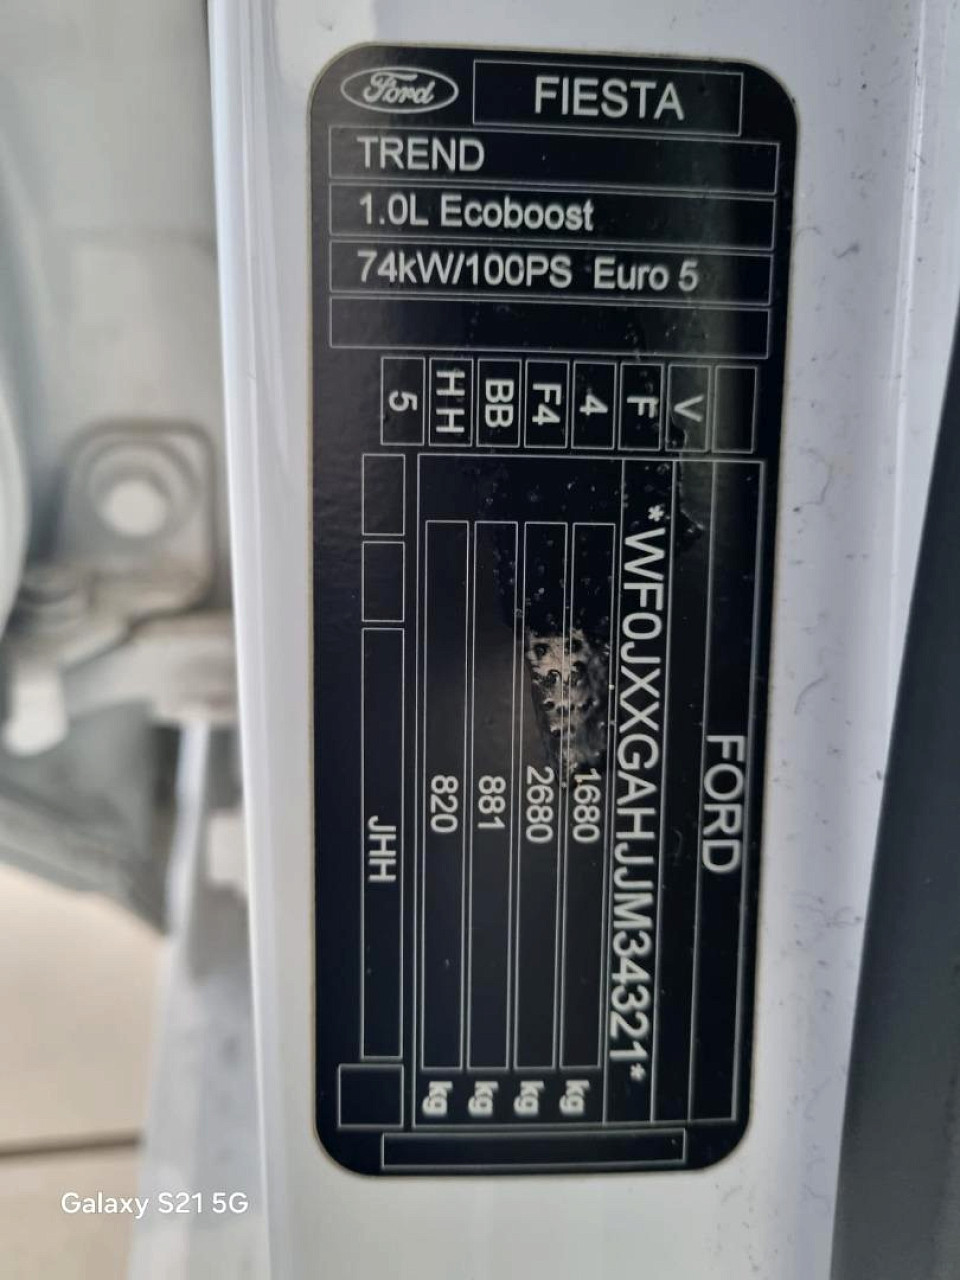 Ford
FIESTA
TREND
1.0L Ecoboost
74kW/100PS Euro 5
V
F
4
F4
BB
HH
5
FORD
*WF0JXXGAHJJM34321*
1680 kg
2680 kg
881 kg
820 kg
JHH
Galaxy S21 5G